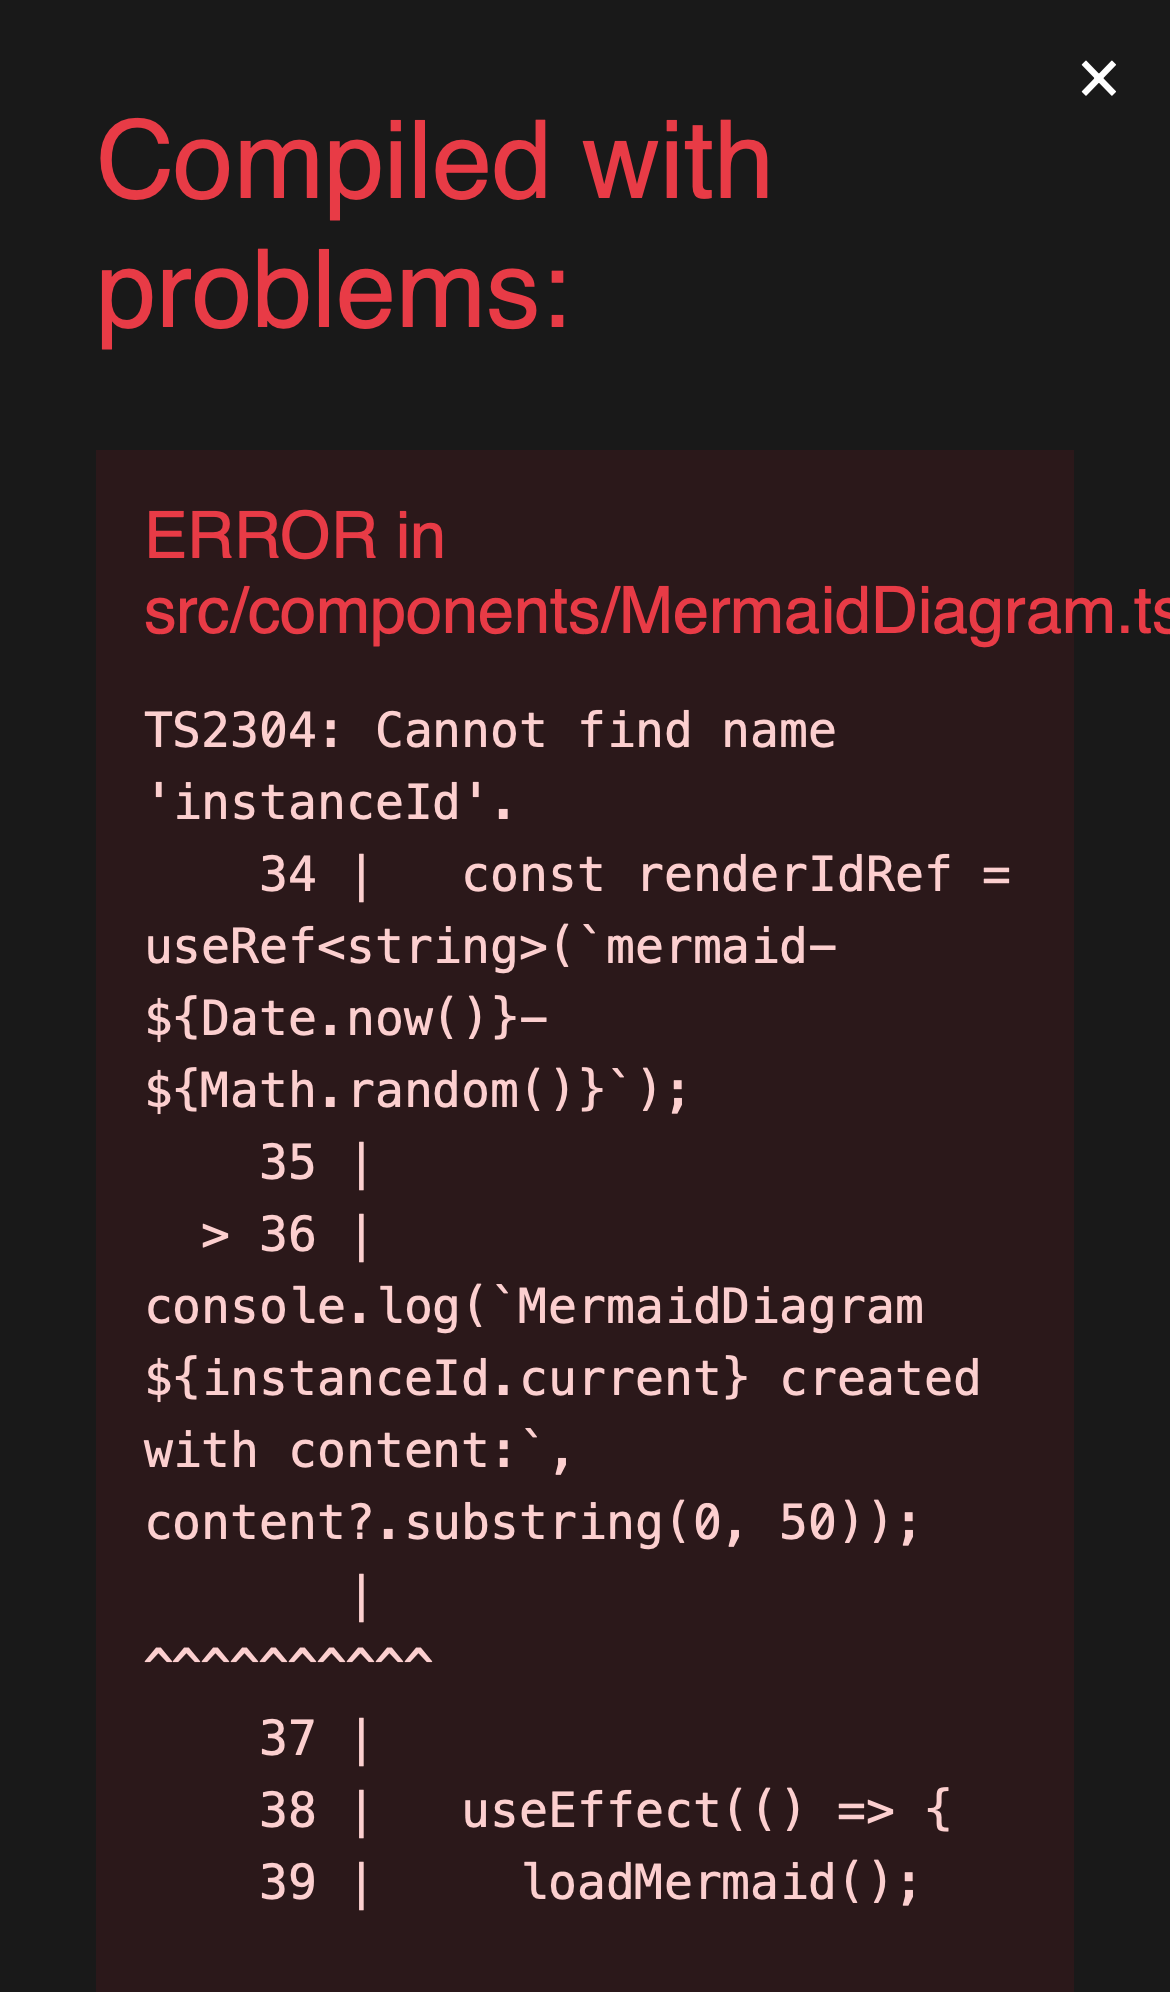 ×
Compiled with
problems:
ERROR in
src/components/MermaidDiagram.ts
TS2304: Cannot find name
'instanceId'.
    34 |   const renderIdRef =
useRef<string>(`mermaid-
${Date.now()}-
${Math.random()}`);
    35 |
  > 36 |
console.log(`MermaidDiagram
${instanceId.current} created
with content:`,
content?.substring(0, 50));
       |
^^^^^^^^^^
    37 |
    38 |   useEffect(() => {
    39 |     loadMermaid();